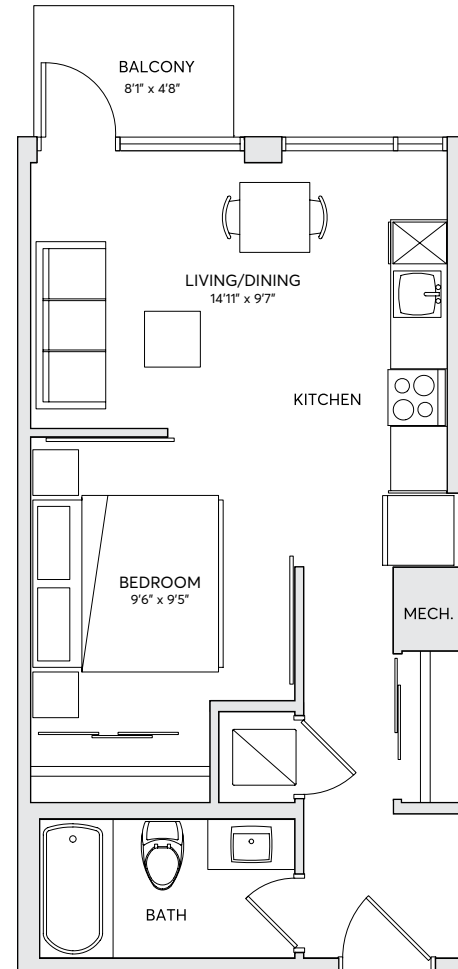 BALCONY
8'1" x 4'8"
LIVING/DINING
14'11" x 9'7"
KITCHEN
BEDROOM
9'6" x 9'5"
MECH.
BATH